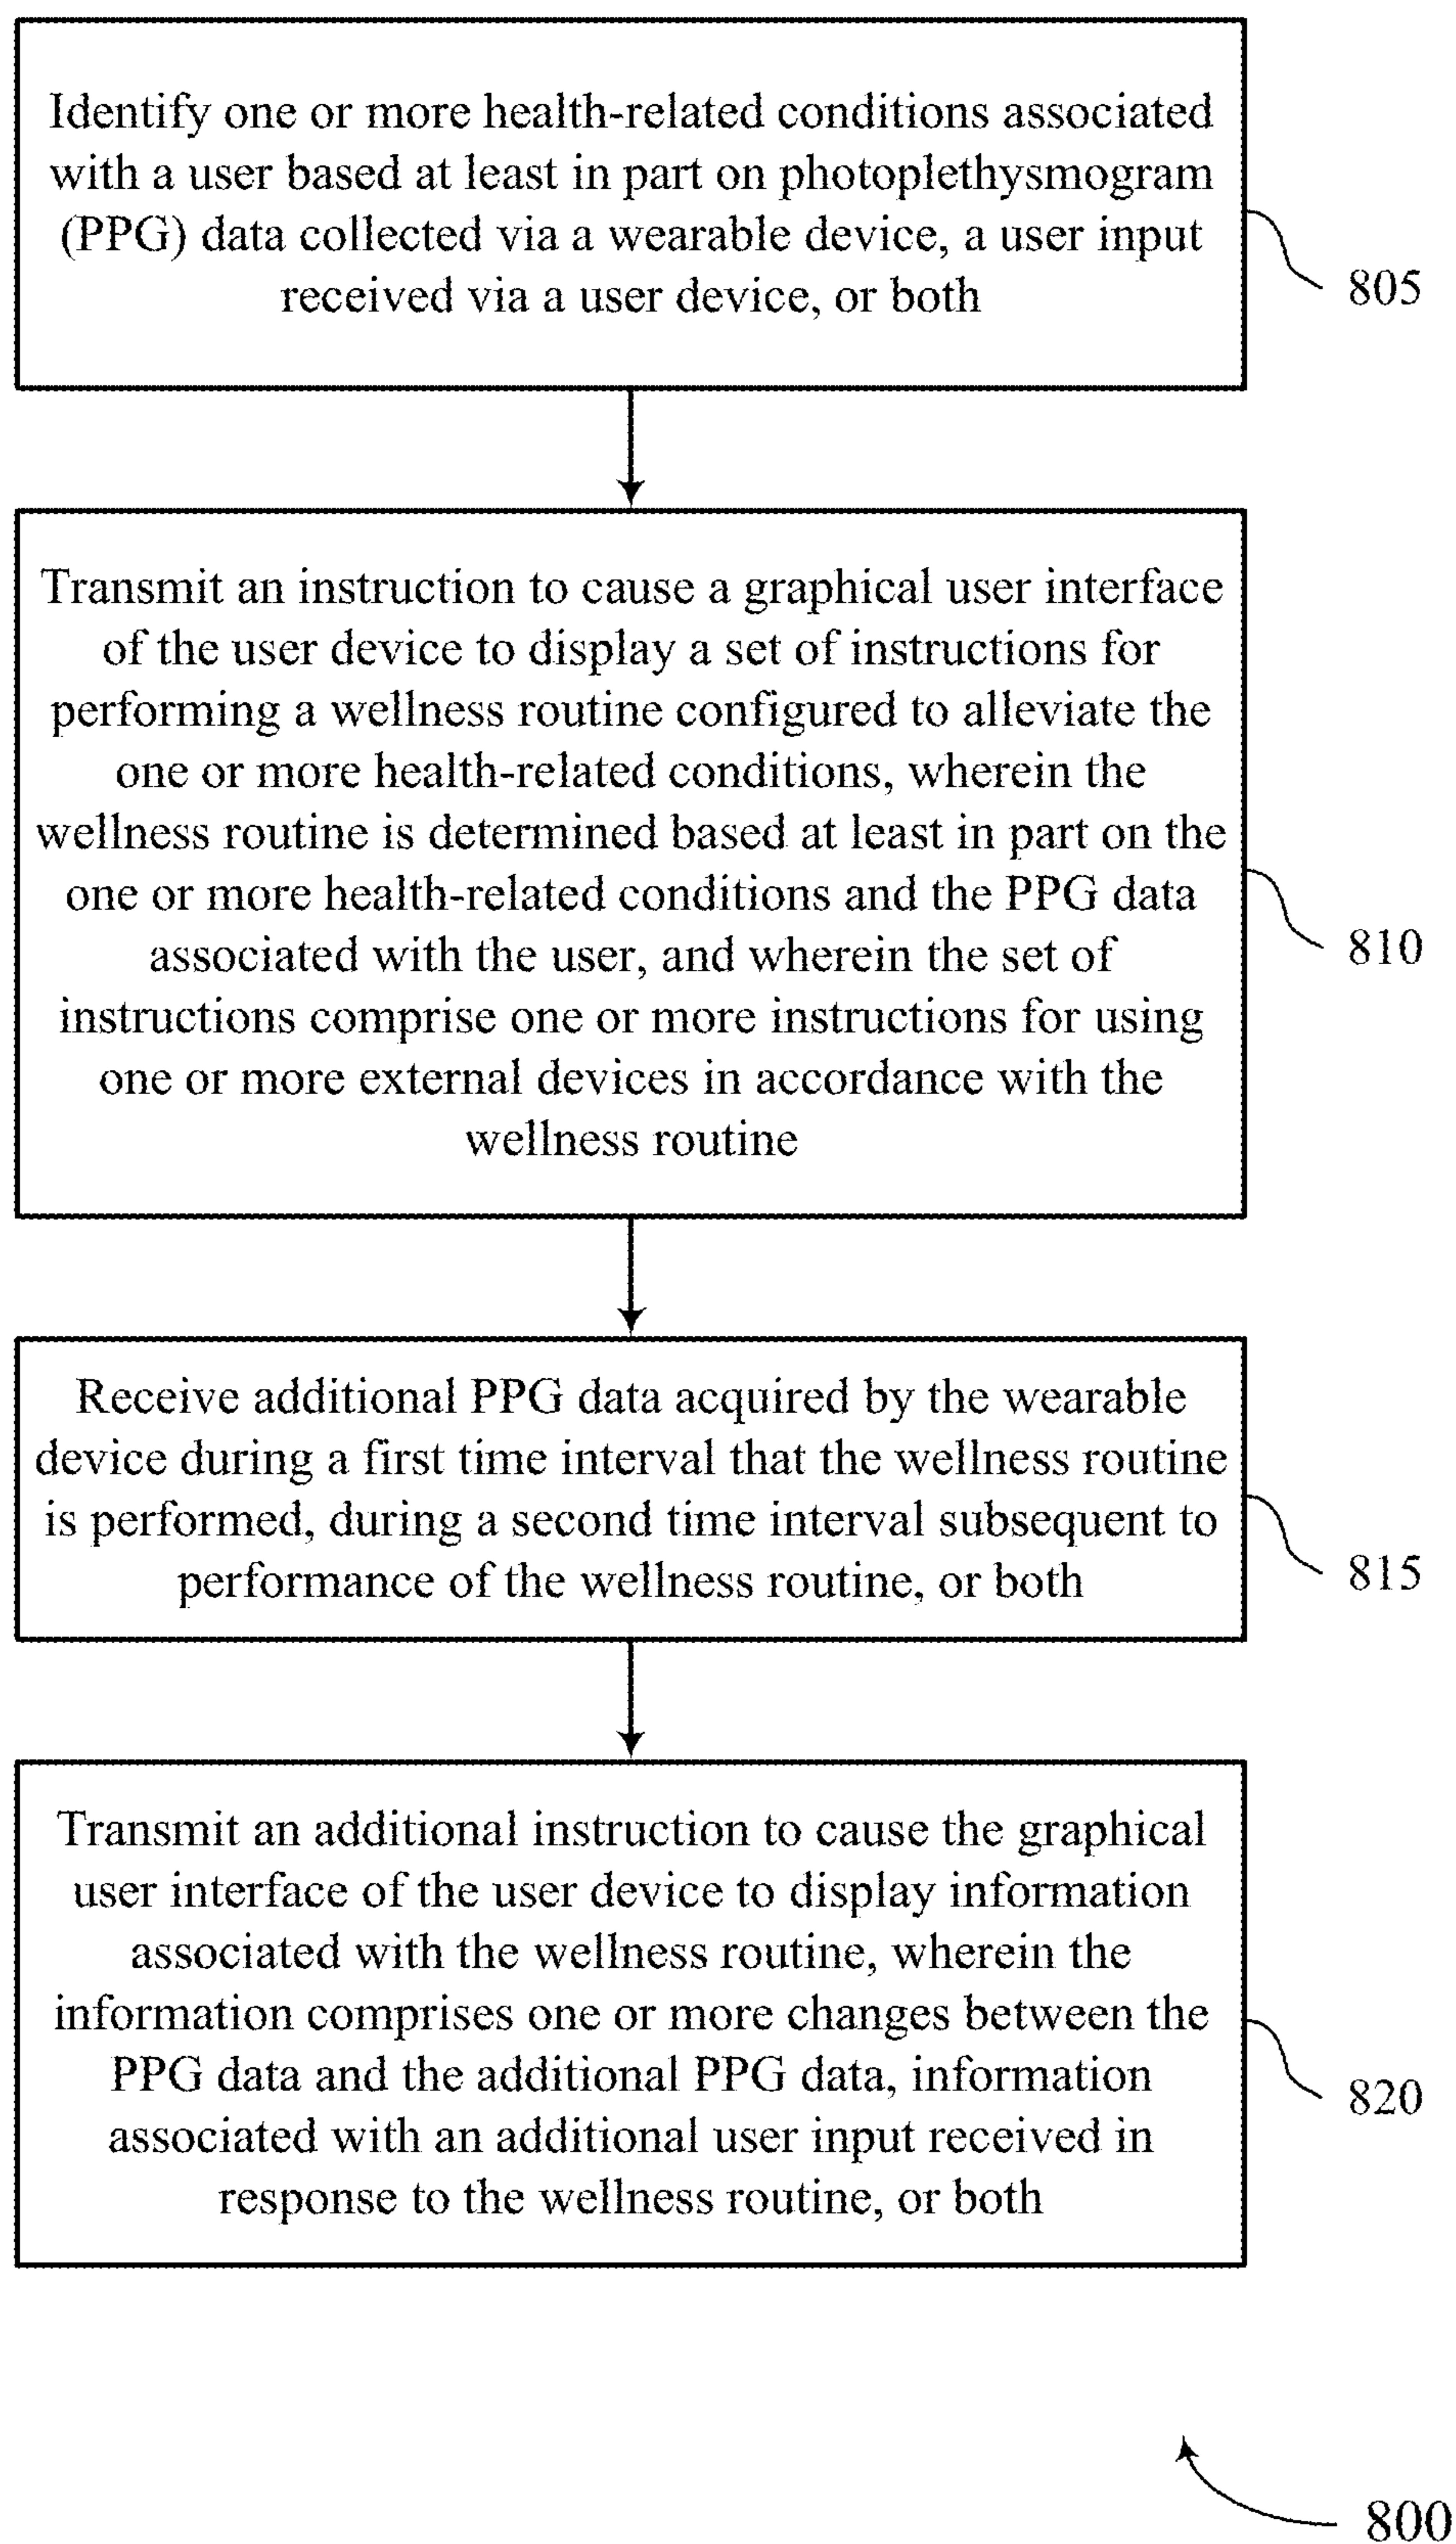 Identify one or more health-related conditions associated
with a user based at least in part on photoplethysmogram
(PPG) data collected via a wearable device, a user input
received via a user device, or both
805
Transmit an instruction to cause a graphical user interface
of the user device to display a set of instructions for
performing a wellness routine configured to alleviate the
one or more health-related conditions, wherein the
wellness routine is determined based at least in part on the
one or more health-related conditions and the PPG data
associated with the user, and wherein the set of
instructions comprise one or more instructions for using
one or more external devices in accordance with the
wellness routine
810
Receive additional PPG data acquired by the wearable
device during a first time interval that the wellness routine
is performed, during a second time interval subsequent to
performance of the wellness routine, or both
815
Transmit an additional instruction to cause the graphical
user interface of the user device to display information
associated with the wellness routine, wherein the
information comprises one or more changes between the
PPG data and the additional PPG data, information
associated with an additional user input received in
response to the wellness routine, or both
820
800